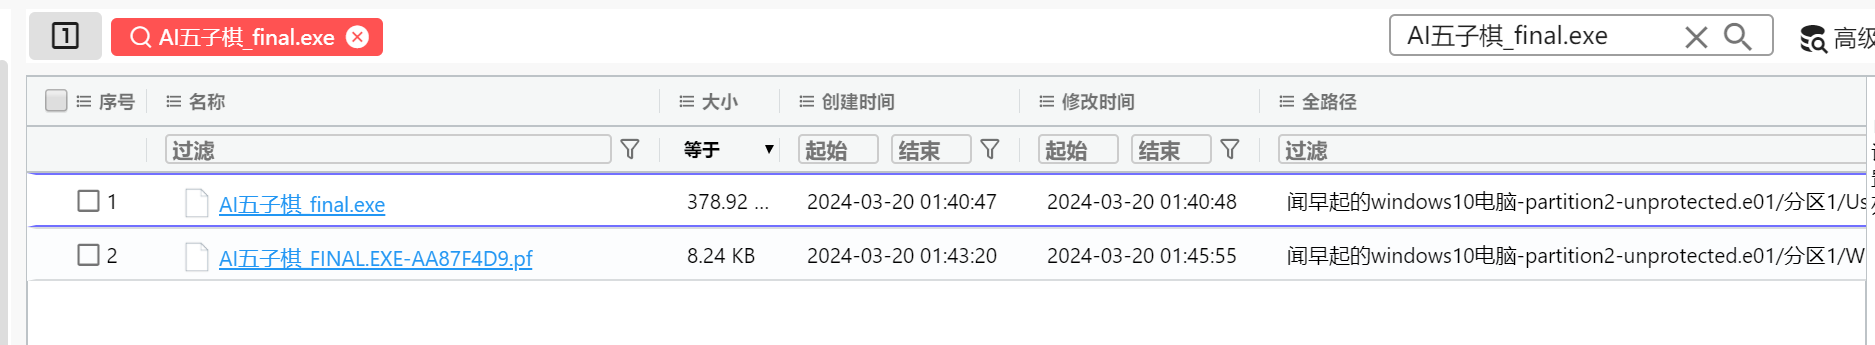 1 AI五子棋_final.exe AI五子棋_final.exe 高级
序号 名称 大小 创建时间 修改时间 全路径
过滤 等于 起始 结束 起始 结束 过滤
1 AI五子棋_final.exe 378.92 ... 2024-03-20 01:40:47 2024-03-20 01:40:48 闻早起的windows10电脑-partition2-unprotected.e01/分区1/Us
2 AI五子棋_FINAL.EXE-AA87F4D9.pf 8.24 KB 2024-03-20 01:43:20 2024-03-20 01:45:55 闻早起的windows10电脑-partition2-unprotected.e01/分区1/W